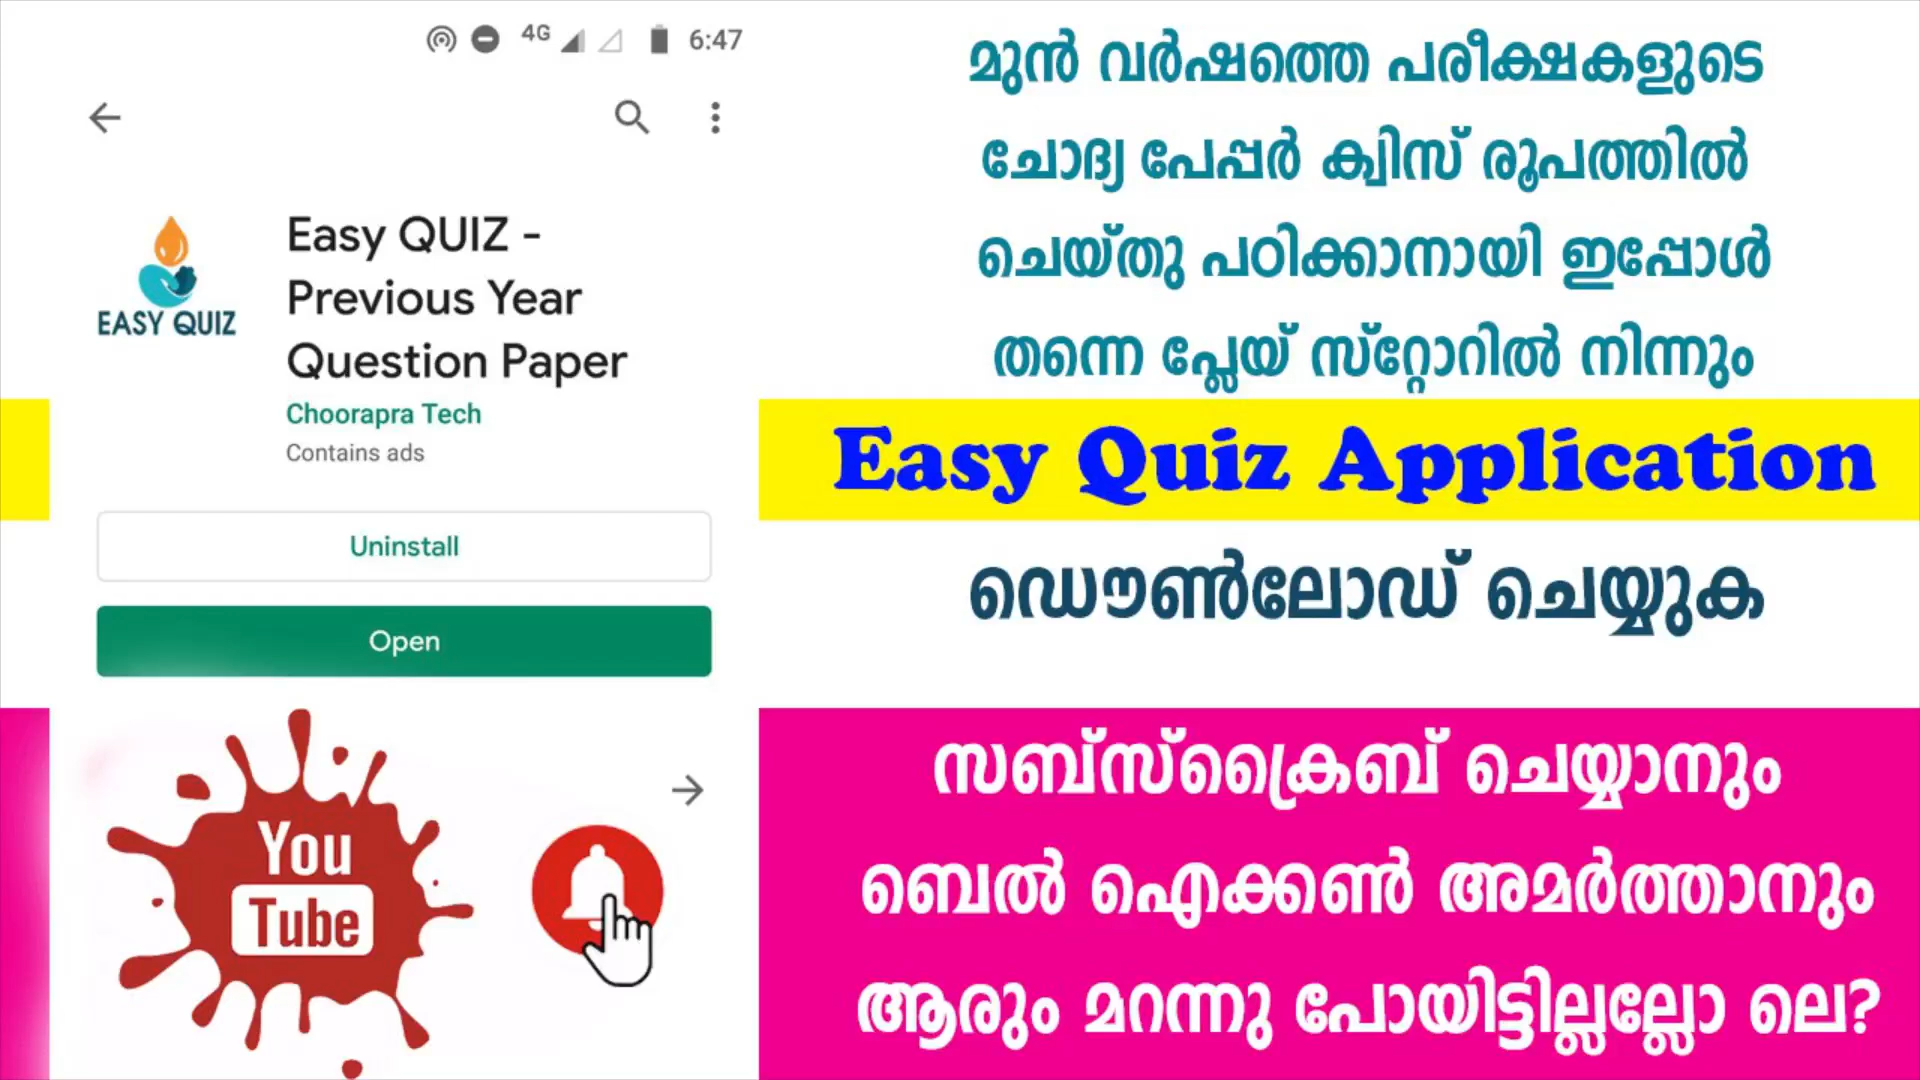 4G 6:47
EASY QUIZ
Easy QUIZ -
Previous Year
Question Paper
Choorapra Tech
Contains ads
Uninstall
Open
You
Tube
മുൻ വർഷത്തെ പരീക്ഷകളുടെ
ചോദ്യ പേപ്പർ ക്വിസ് രൂപത്തിൽ
ചെയ്തു പഠിക്കാനായി ഇപ്പോൾ
തന്നെ പ്ലേയ് സ്റ്റോറിൽ നിന്നും
Easy Quiz Application
ഡൌൺലോഡ് ചെയ്യുക
സബ്സ്ക്രൈബ് ചെയ്യാനും
ബെൽ ഐക്കൺ അമർത്താനും
ആരും മറന്നു പോയിട്ടില്ലല്ലോ ലെ?